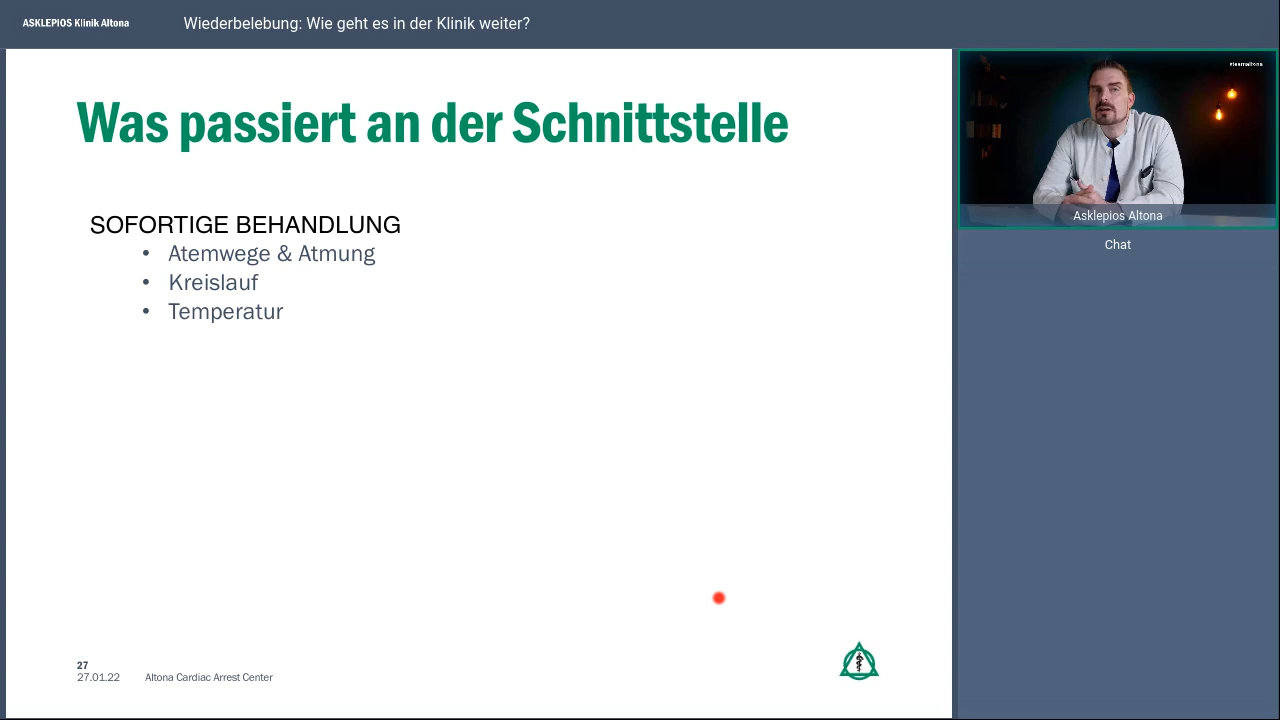 ASKLEPIOS Klinik Altona
Wiederbelebung: Wie geht es in der Klinik weiter?
Was passiert an der Schnittstelle
SOFORTIGE BEHANDLUNG
• Atemwege & Atmung
• Kreislauf
• Temperatur
27
27.01.22 Altona Cardiac Arrest Center
#teamaltona
Asklepios Altona
Chat